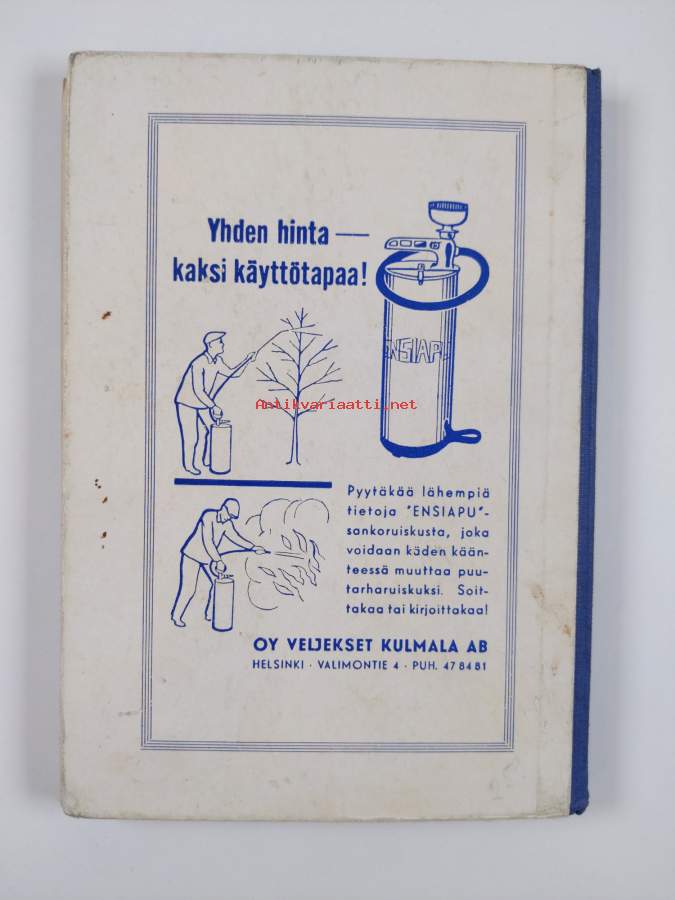 Yhden hinta —
kaksi käyttötapaa!
ENSIAPU
Antikvariaatti.net
Pyytäkää lähempiä
tietoja "ENSIAPU"-
sankoruiskusta, joka
voidaan käden kään-
teessä muuttaa puu-
tarharuiskuksi. Soit-
takaa tai kirjoittakaa!
OY VELJEKSET KULMALA AB
HELSINKI · VALIMONTIE 4 · PUH. 47 84 81